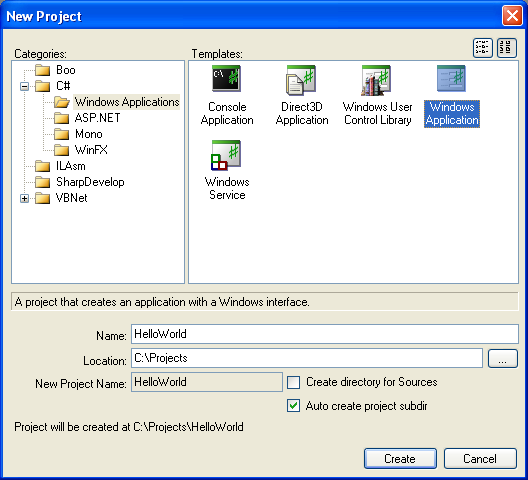 New Project
Categories:
Templates:
Boo
C#
Windows Applications
ASP.NET
Mono
WinFX
ILAsm
SharpDevelop
VBNet
Console
Application
Direct3D
Application
Windows User
Control Library
Windows
Application
Windows
Service
A project that creates an application with a Windows interface.
Name:
HelloWorld
Location:
C:\Projects
...
New Project Name:
HelloWorld
Create directory for Sources
Auto create project subdir
Project will be created at C:\Projects\HelloWorld
Create
Cancel